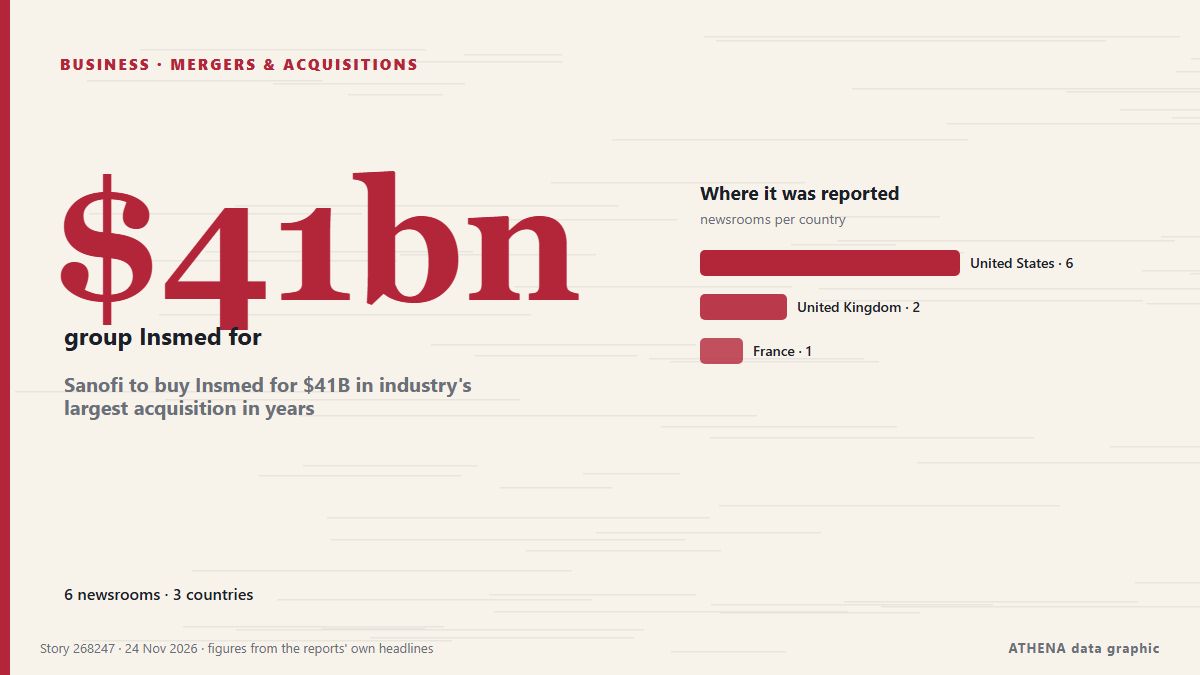 BUSINESS · MERGERS & ACQUISITIONS
$41bn
group Insmed for
Sanofi to buy Insmed for $41B in industry's
largest acquisition in years
Where it was reported
newsrooms per country
United States · 6
United Kingdom · 2
France · 1
6 newsrooms · 3 countries
Story 268247 · 24 Nov 2026 · figures from the reports' own headlines
ATHENA data graphic